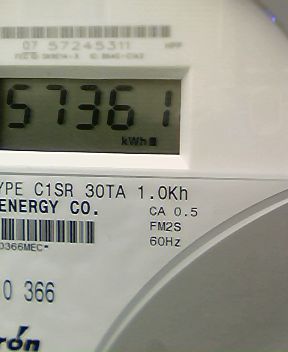 07 57245311
57361
kWh
YPE C1SR 30TA 1.0Kh
ENERGY CO.
CA 0.5
FM2S
60Hz
0366MEC*
0 366
rón